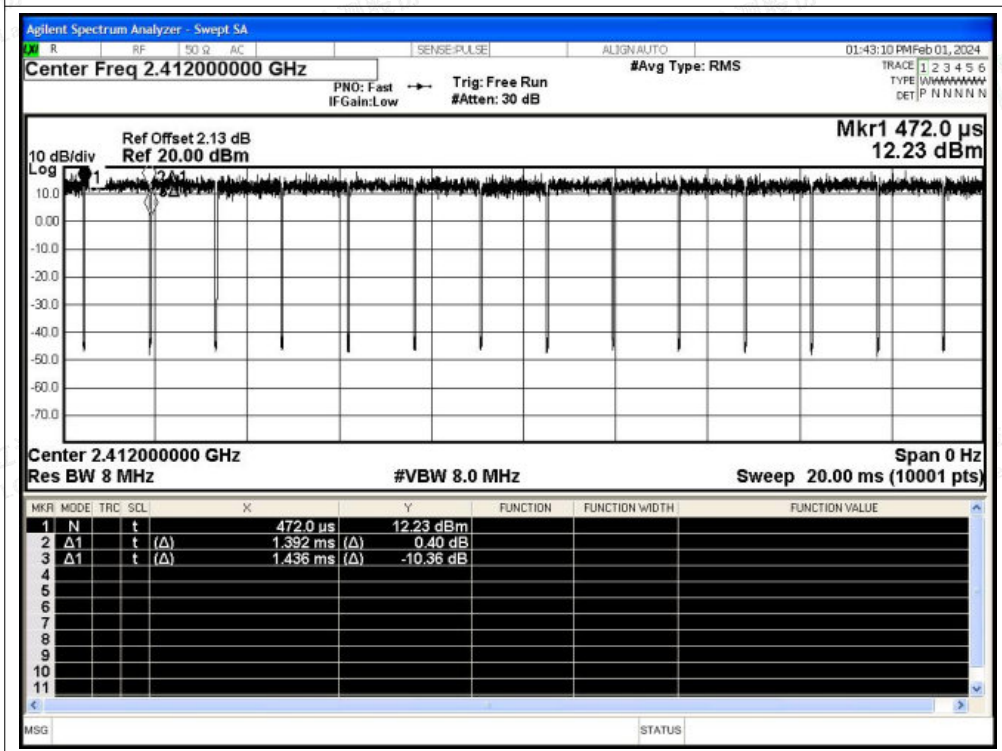 Agilent Spectrum Analyzer - Swept SA
LXI R RF 50 Ω AC SENSE:PULSE ALIGN AUTO 01:43:10 PM Feb 01, 2024
Center Freq 2.412000000 GHz #Avg Type: RMS TRACE 1 2 3 4 5 6
PNO: Fast Trig: Free Run TYPE WWWWWW
IFGain:Low #Atten: 30 dB DET P N N N N N
Mkr1 472.0 µs
Ref Offset 2.13 dB
10 dB/div Ref 20.00 dBm 12.23 dBm
Log
1 2Δ1
3Δ1
10.0
0.00
-10.0
-20.0
-30.0
-40.0
-50.0
-60.0
-70.0
Center 2.412000000 GHz Span 0 Hz
Res BW 8 MHz #VBW 8.0 MHz Sweep 20.00 ms (10001 pts)
MKR MODE TRC SCL X Y FUNCTION FUNCTION WIDTH FUNCTION VALUE
1 N t 472.0 µs 12.23 dBm
2 Δ1 t (Δ) 1.392 ms (Δ) 0.40 dB
3 Δ1 t (Δ) 1.436 ms (Δ) -10.36 dB
4
5
6
7
8
9
10
11
MSG STATUS